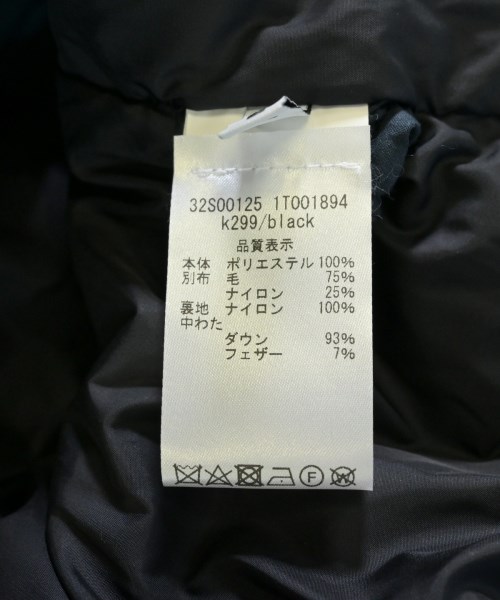 32S00125 1T001894
k299/black
品質表示
本体 ポリエステル 100%
別布 毛 75%
ナイロン 25%
裏地 ナイロン 100%
中わた
ダウン 93%
フェザー 7%
F W